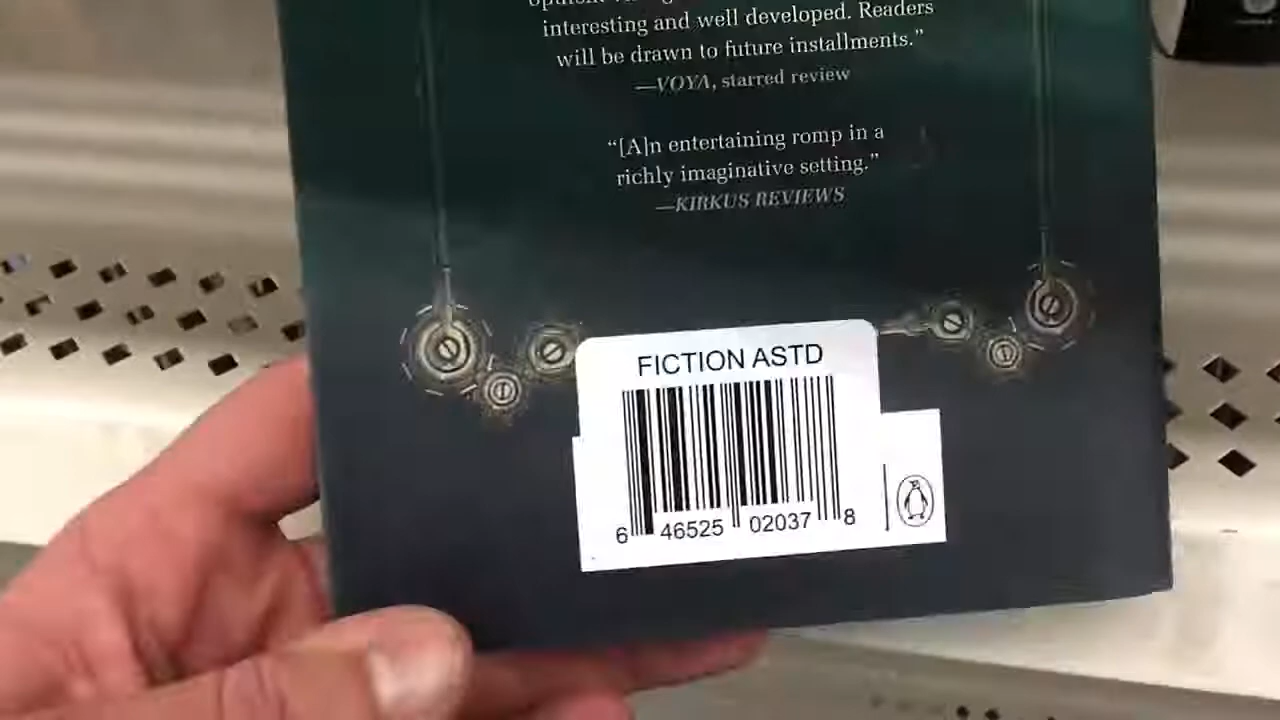 interesting and well developed. Readers
will be drawn to future installments.”
—VOYA, starred review
“[A]n entertaining romp in a
richly imaginative setting.”
—KIRKUS REVIEWS
FICTION ASTD
6 46525 02037 8